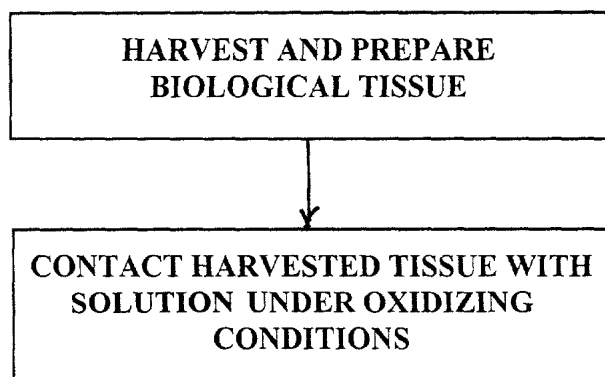 HARVEST AND PREPARE
BIOLOGICAL TISSUE
CONTACT HARVESTED TISSUE WITH
SOLUTION UNDER OXIDIZING
CONDITIONS